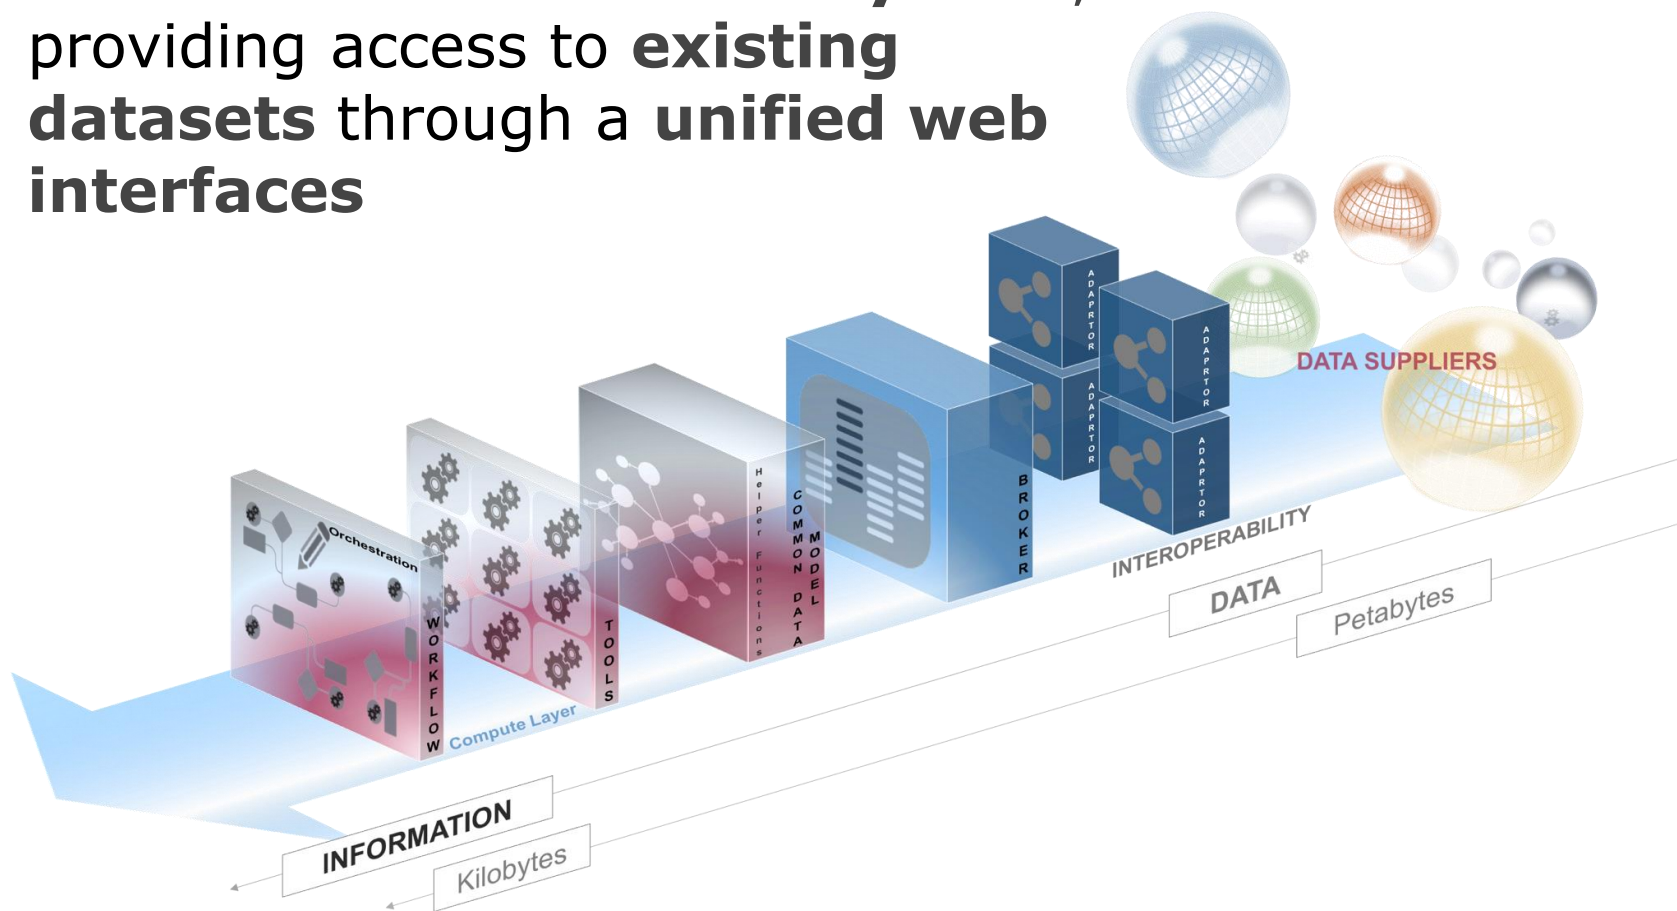 providing access to existing
datasets through a unified web
interfaces
ADAPRTOR
ADAPRTOR
ADAPRTOR
ADAPRTOR
DATA SUPPLIERS
BROKER
INTEROPERABILITY
Helper Functions
COMMON DATA
MODEL
Orchestration
TOOLS
WORKFLOW
Compute Layer
DATA
Petabytes
INFORMATION
Kilobytes